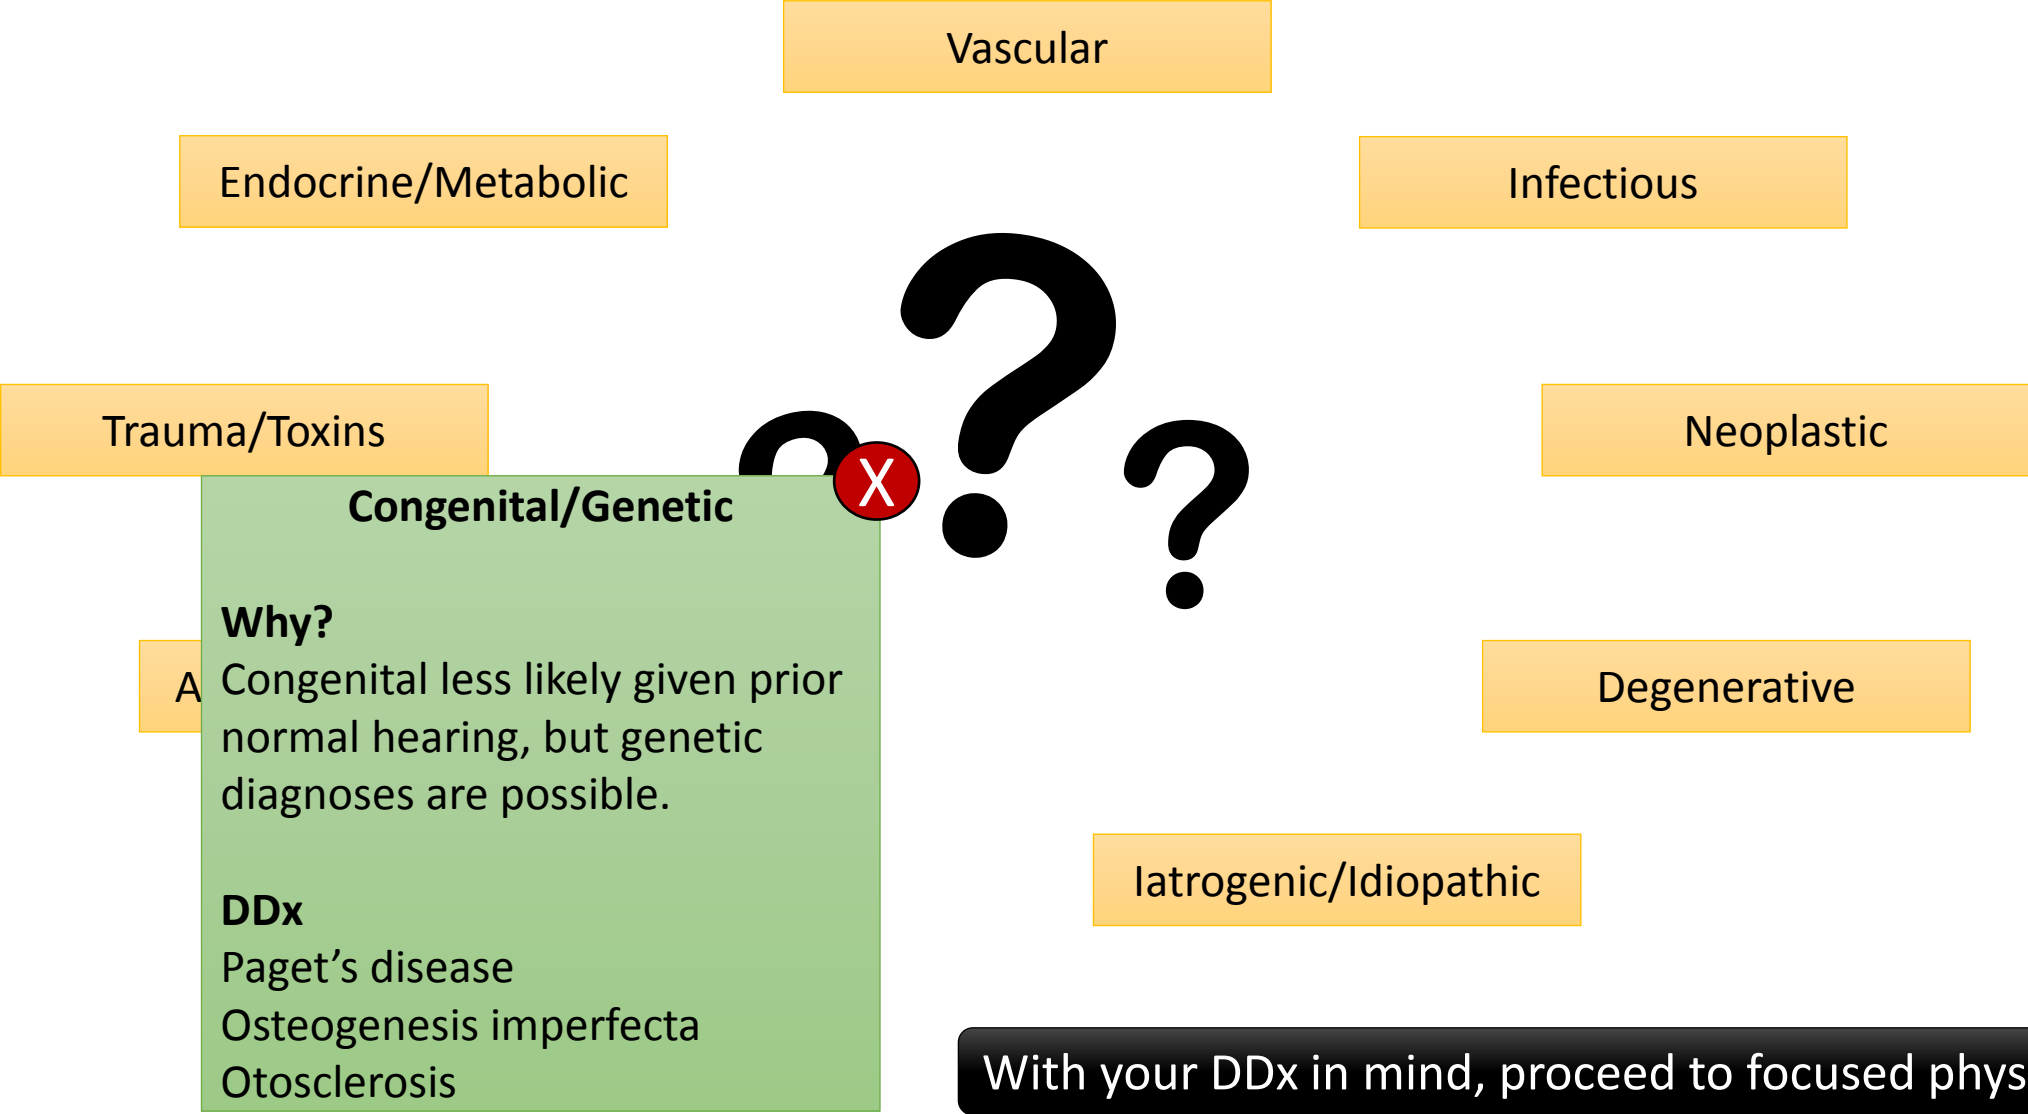 Vascular
Endocrine/Metabolic
Infectious
Trauma/Toxins
Neoplastic
X
Congenital/Genetic
Why?
Congenital less likely given prior
normal hearing, but genetic
diagnoses are possible.
DDx
Paget’s disease
Osteogenesis imperfecta
Otosclerosis
A
Degenerative
Iatrogenic/Idiopathic
With your DDx in mind, proceed to focused phys